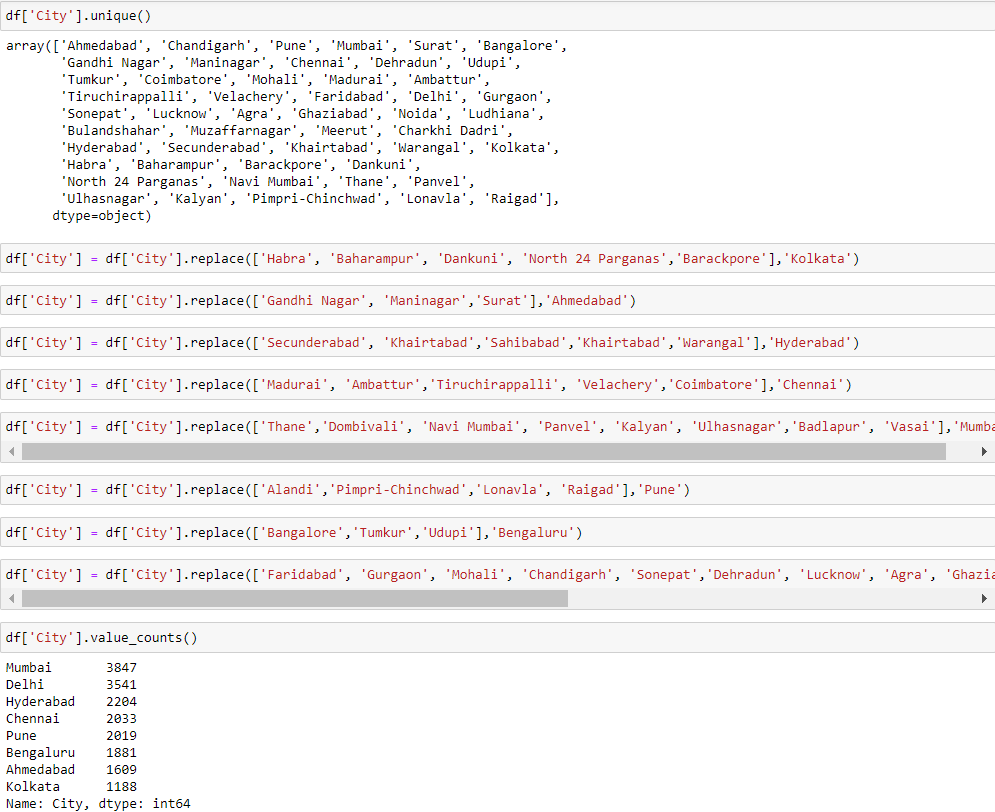 df['City'].unique()
array(['Ahmedabad', 'Chandigarh', 'Pune', 'Mumbai', 'Surat', 'Bangalore',
'Gandhi Nagar', 'Maninagar', 'Chennai', 'Dehradun', 'Udupi',
'Tumkur', 'Coimbatore', 'Mohali', 'Madurai', 'Ambattur',
'Tiruchirappalli', 'Velachery', 'Faridabad', 'Delhi', 'Gurgaon',
'Sonepat', 'Lucknow', 'Agra', 'Ghaziabad', 'Noida', 'Ludhiana',
'Bulandshahar', 'Muzaffarnagar', 'Meerut', 'Charkhi Dadri',
'Hyderabad', 'Secunderabad', 'Khairtabad', 'Warangal', 'Kolkata',
'Habra', 'Baharampur', 'Barackpore', 'Dankuni',
'North 24 Parganas', 'Navi Mumbai', 'Thane', 'Panvel',
'Ulhasnagar', 'Kalyan', 'Pimpri-Chinchwad', 'Lonavla', 'Raigad'],
dtype=object)
df['City'] = df['City'].replace(['Habra', 'Baharampur', 'Dankuni', 'North 24 Parganas','Barackpore'],'Kolkata')
df['City'] = df['City'].replace(['Gandhi Nagar', 'Maninagar','Surat'],'Ahmedabad')
df['City'] = df['City'].replace(['Secunderabad', 'Khairtabad','Sahibabad','Khairtabad','Warangal'],'Hyderabad')
df['City'] = df['City'].replace(['Madurai', 'Ambattur','Tiruchirappalli', 'Velachery','Coimbatore'],'Chennai')
df['City'] = df['City'].replace(['Thane','Dombivali', 'Navi Mumbai', 'Panvel', 'Kalyan', 'Ulhasnagar','Badlapur', 'Vasai'],'Mumba
df['City'] = df['City'].replace(['Alandi','Pimpri-Chinchwad','Lonavla', 'Raigad'],'Pune')
df['City'] = df['City'].replace(['Bangalore','Tumkur','Udupi'],'Bengaluru')
df['City'] = df['City'].replace(['Faridabad', 'Gurgaon', 'Mohali', 'Chandigarh', 'Sonepat','Dehradun', 'Lucknow', 'Agra', 'Ghazia
df['City'].value_counts()
Mumbai 3847
Delhi 3541
Hyderabad 2204
Chennai 2033
Pune 2019
Bengaluru 1881
Ahmedabad 1609
Kolkata 1188
Name: City, dtype: int64